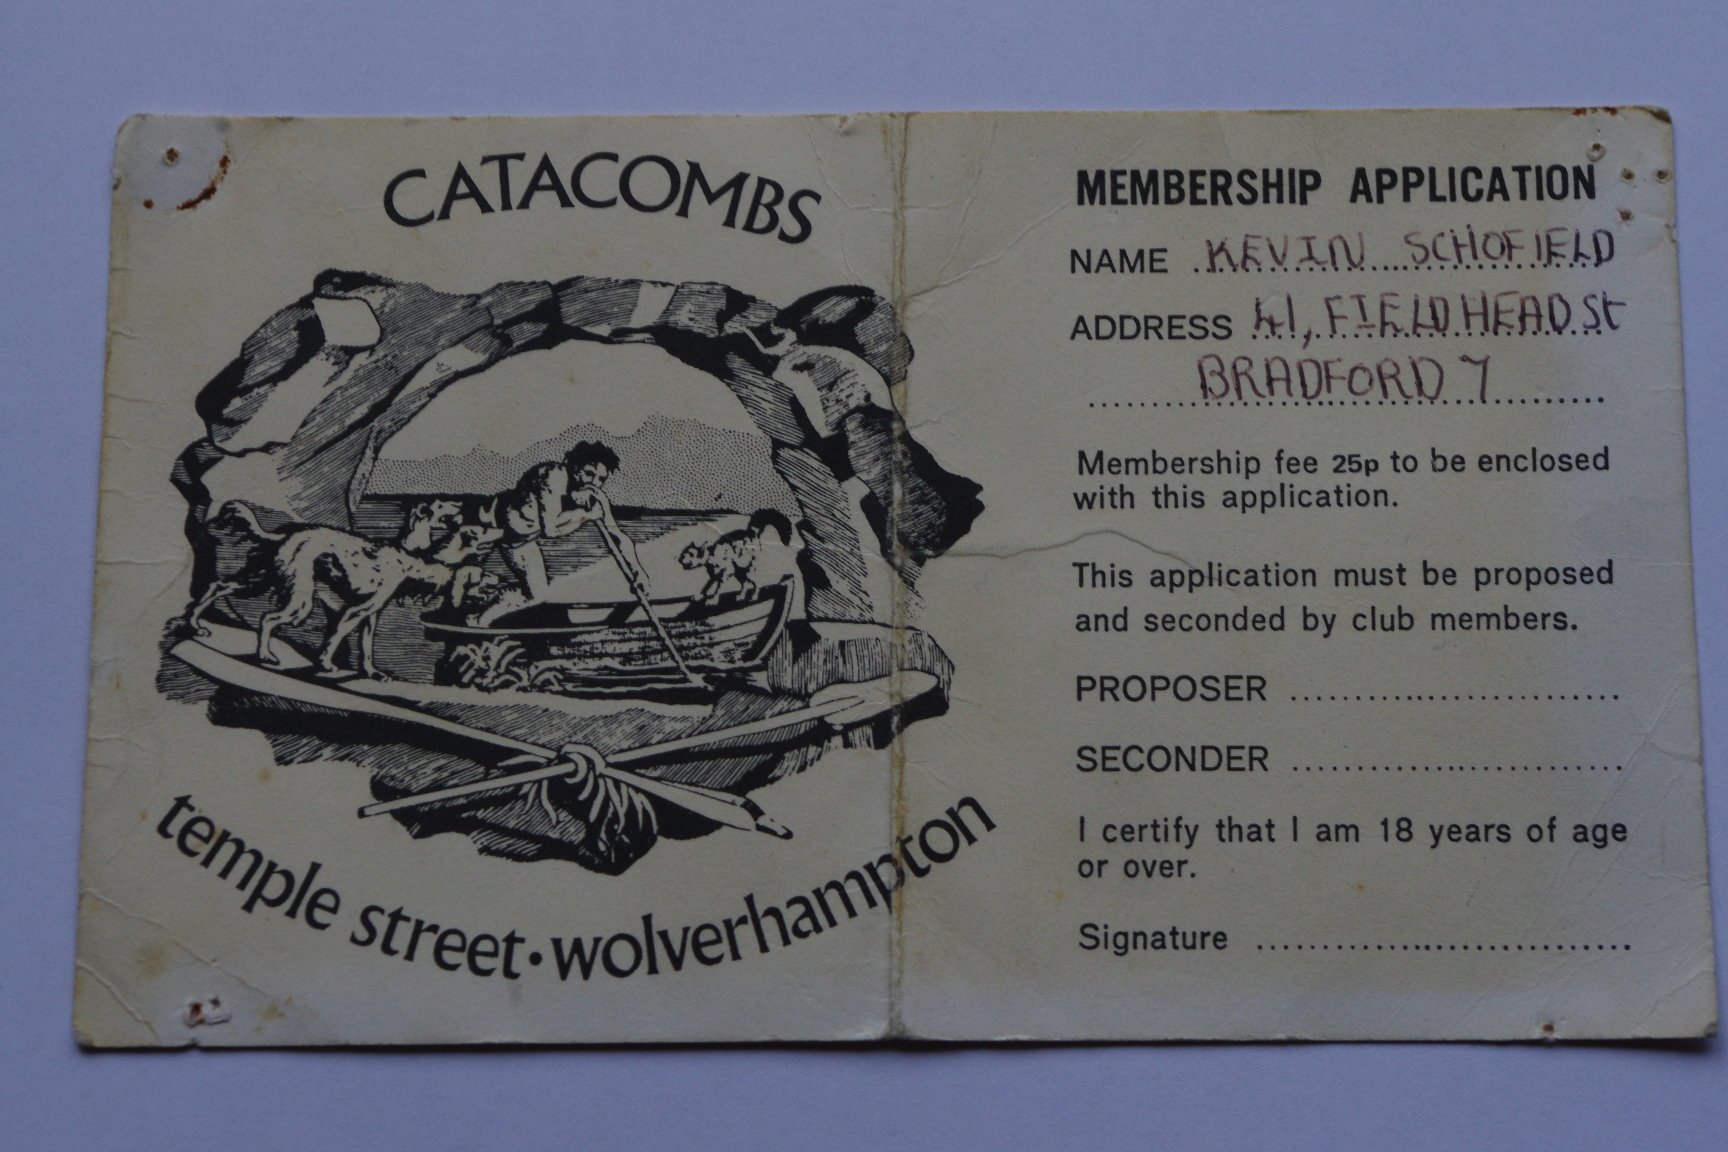 CATACOMBS
temple street · wolverhampton
MEMBERSHIP APPLICATION
NAME KEVIN SCHOFIELD
ADDRESS 41, FIELDHEAD St
BRADFORD 7
Membership fee 25p to be enclosed
with this application.
This application must be proposed
and seconded by club members.
PROPOSER
SECONDER
I certify that I am 18 years of age
or over.
Signature